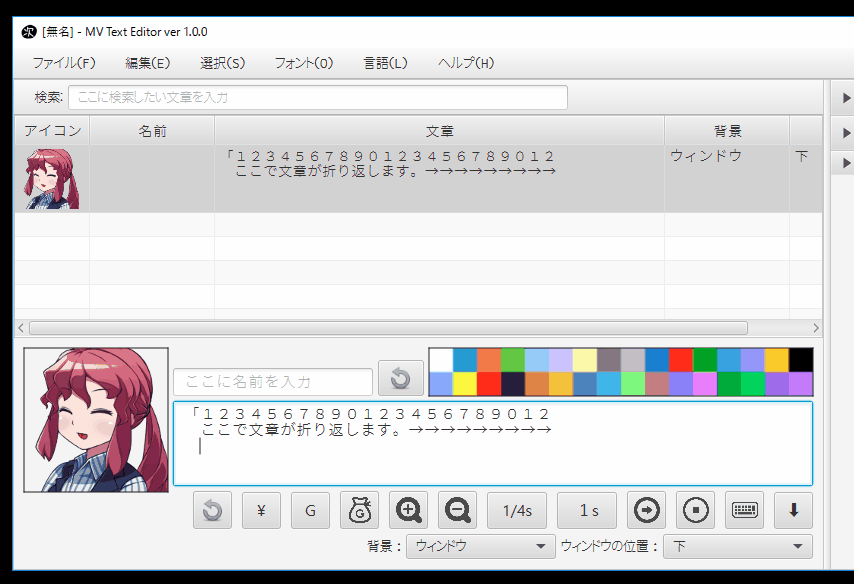 [無名] - MV Text Editor ver 1.0.0
ファイル(F) 編集(E) 選択(S) フォント(O) 言語(L) ヘルプ(H)
検索: ここに検索したい文章を入力
アイコン 名前 文章 背景
「1234567890123456789012 ウィンドウ 下
ここで文章が折り返します。→→→→→→→→→
ここに名前を入力
「1234567890123456789012
ここで文章が折り返します。→→→→→→→→→
¥ G G 1/4s 1 s
背景： ウィンドウ ウィンドウの位置： 下